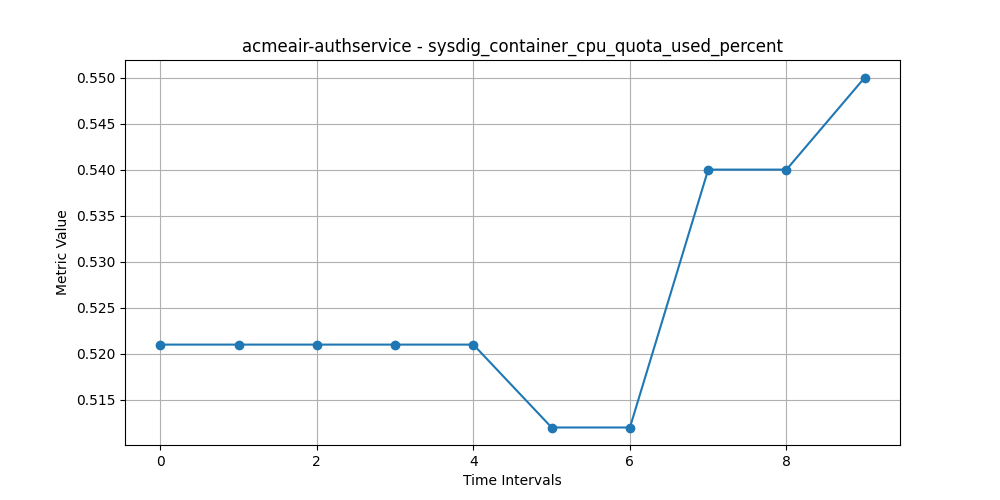 acmeair-authservice - sysdig_container_cpu_quota_used_percent
0.550
0.545
0.540
0.535
0.530
0.525
0.520
0.515
Metric Value
0 2 4 6 8
Time Intervals